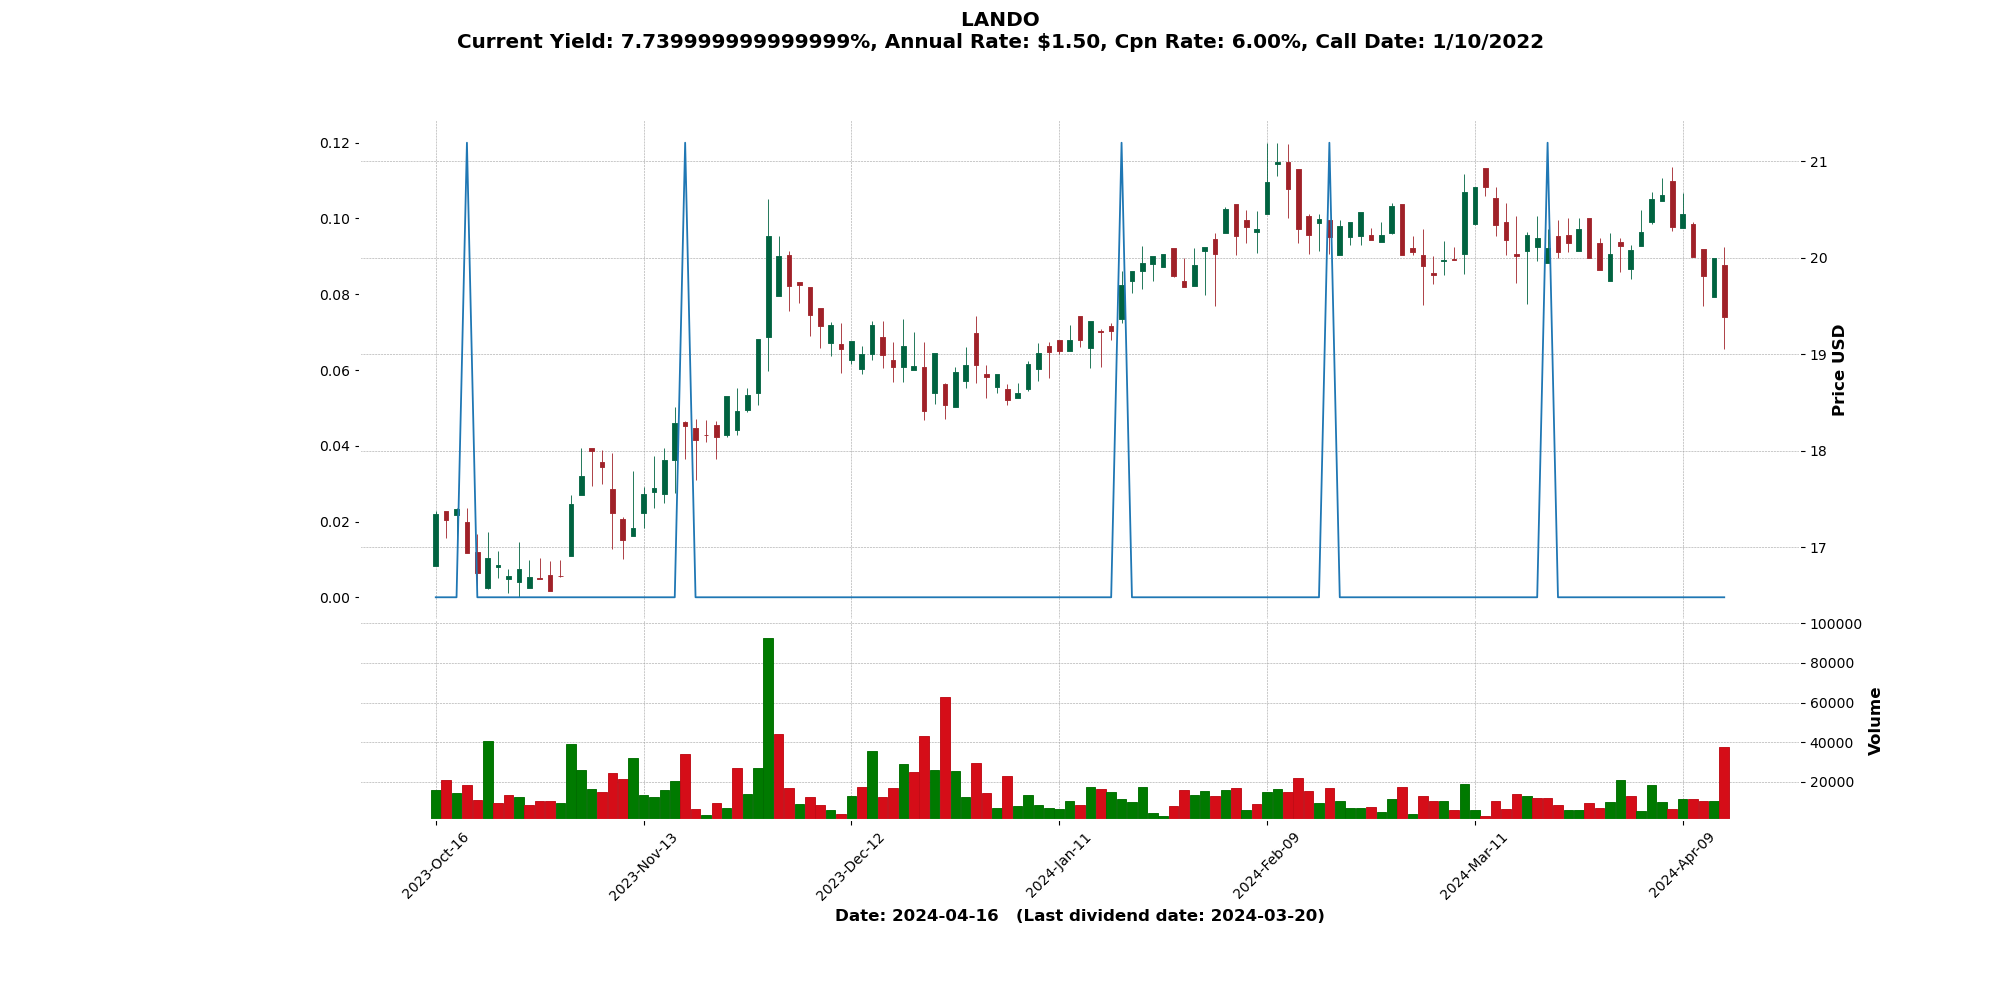 LANDO
Current Yield: 7.739999999999999%, Annual Rate: $1.50, Cpn Rate: 6.00%, Call Date: 1/10/2022
0.12
0.10
0.08
0.06
0.04
0.02
0.00
21
20
19
18
17
Price USD
100000
80000
60000
40000
20000
Volume
2023-Oct-16
2023-Nov-13
2023-Dec-12
2024-Jan-11
2024-Feb-09
2024-Mar-11
2024-Apr-09
Date: 2024-04-16 (Last dividend date: 2024-03-20)